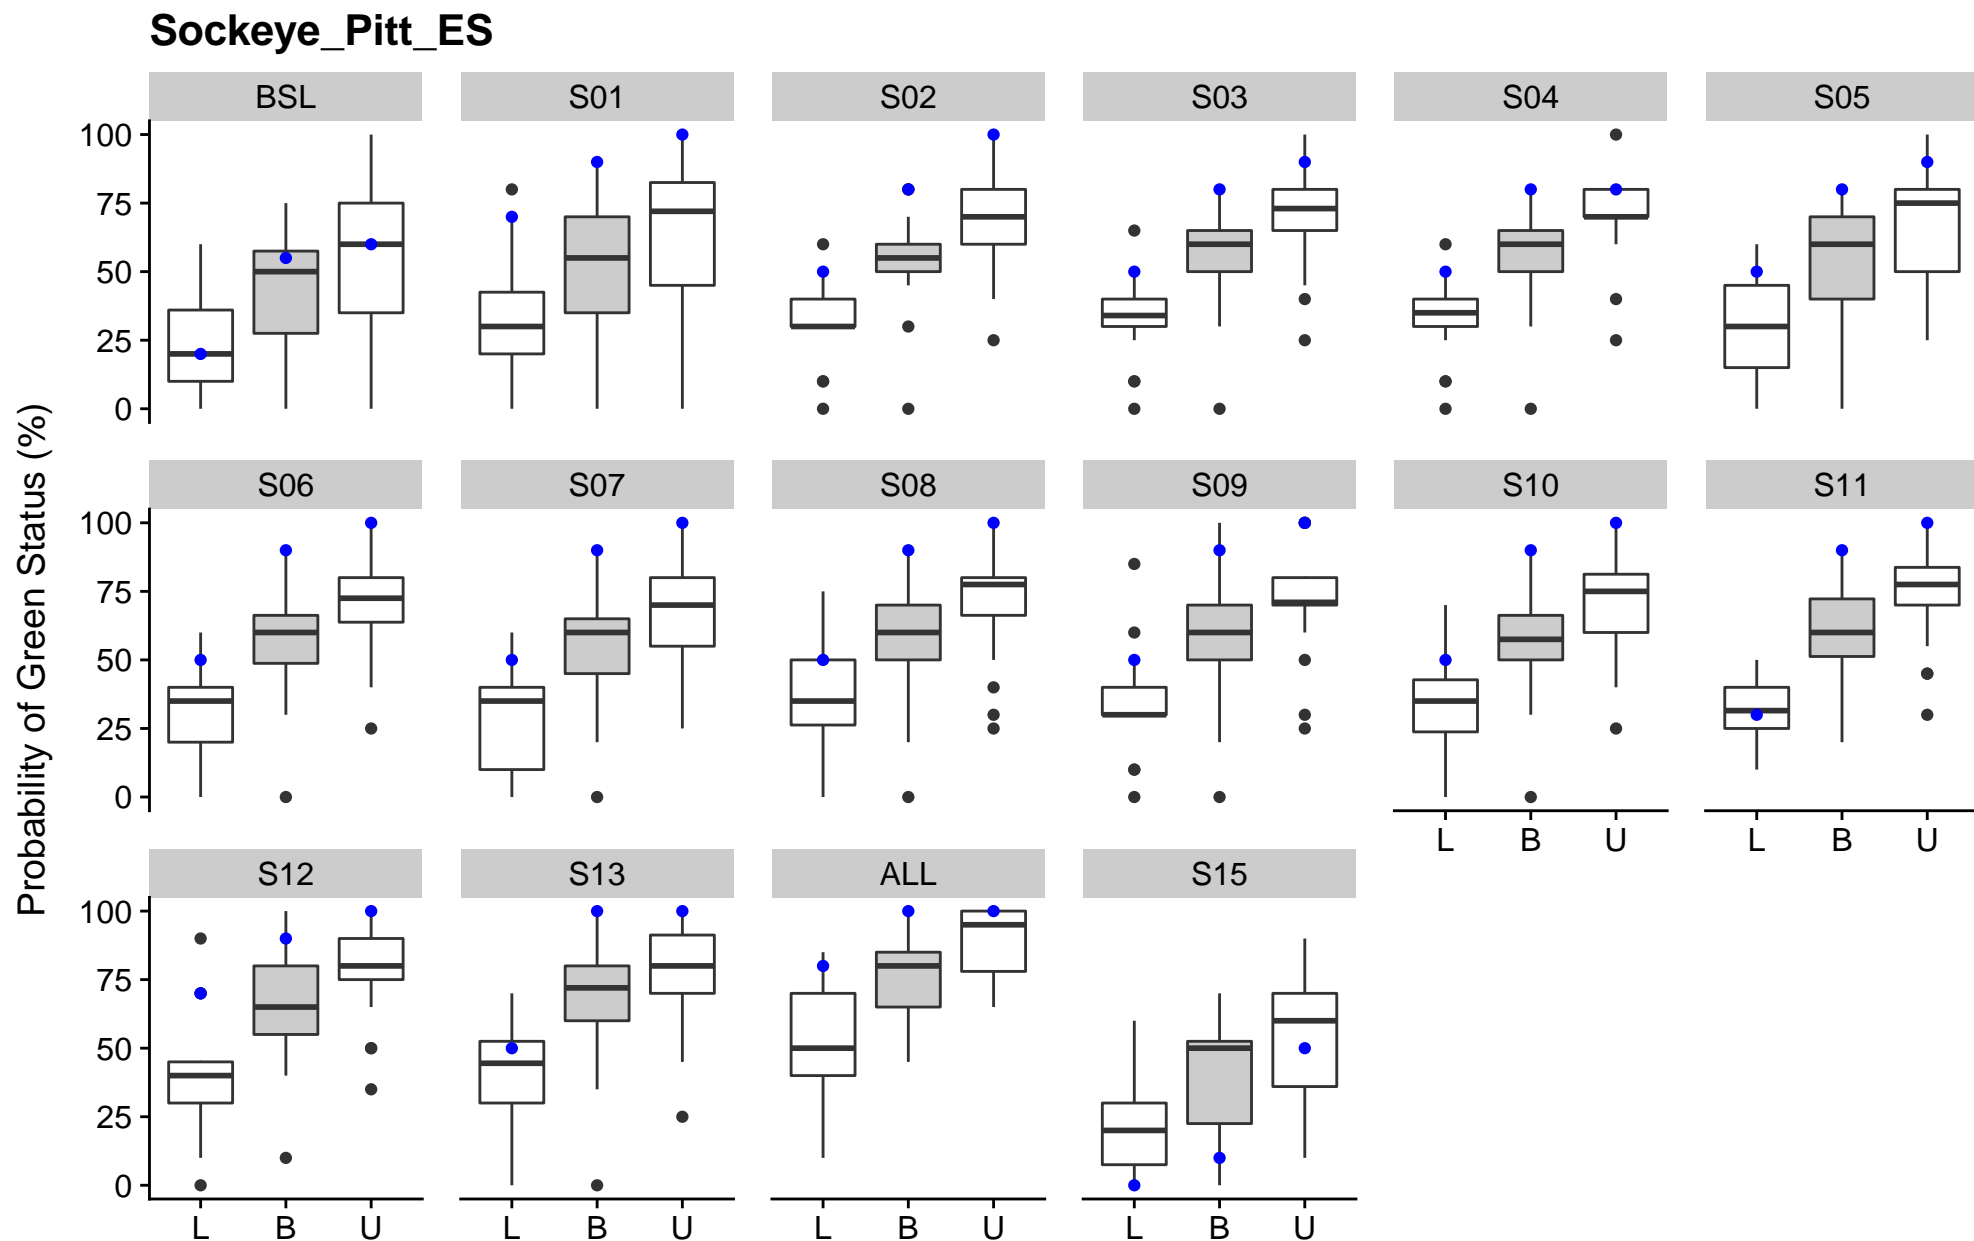 Sockeye_Pitt_ES
BSL S01 S02 S03 S04 S05
100
75
50
25
0
S06 S07 S08 S09 S10 S11
100
75
50
25
0
L B U L B U
S12 S13 ALL S15
100
75
50
25
0
L B U L B U L B U L B U
Probability of Green Status (%)